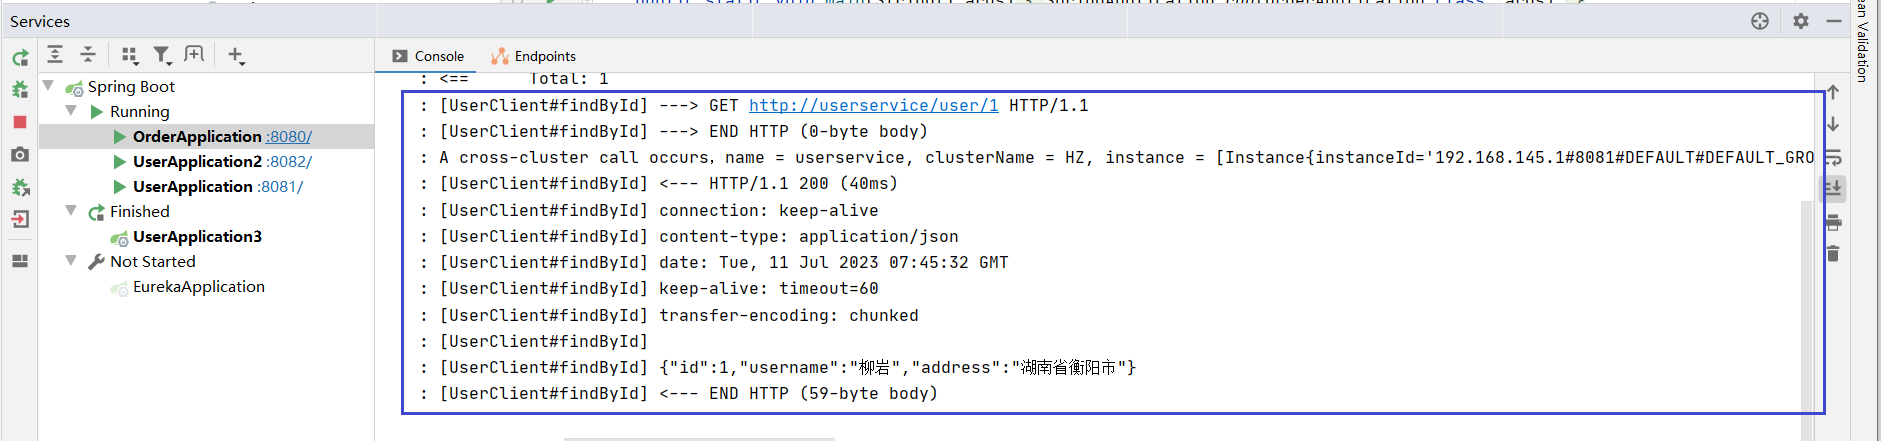 Services
Console
Endpoints
Spring Boot
Running
OrderApplication :8080/
UserApplication2 :8082/
UserApplication :8081/
Finished
UserApplication3
Not Started
EurekaApplication
: <==      Total: 1
: [UserClient#findById] ---> GET http://userservice/user/1 HTTP/1.1
: [UserClient#findById] ---> END HTTP (0-byte body)
: A cross-cluster call occurs，name = userservice, clusterName = HZ, instance = [Instance{instanceId='192.168.145.1#8081#DEFAULT#DEFAULT_GRO
: [UserClient#findById] <--- HTTP/1.1 200 (40ms)
: [UserClient#findById] connection: keep-alive
: [UserClient#findById] content-type: application/json
: [UserClient#findById] date: Tue, 11 Jul 2023 07:45:32 GMT
: [UserClient#findById] keep-alive: timeout=60
: [UserClient#findById] transfer-encoding: chunked
: [UserClient#findById]
: [UserClient#findById] {"id":1,"username":"柳岩","address":"湖南省衡阳市"}
: [UserClient#findById] <--- END HTTP (59-byte body)
Validation